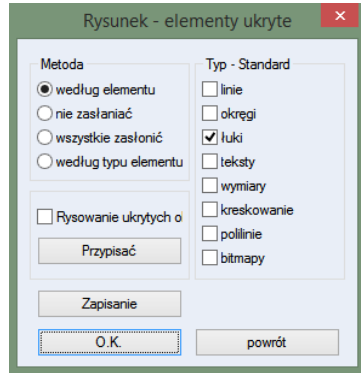 Rysunek - elementy ukryte
Metoda
według elementu
nie zasłaniać
wszystkie zasłonić
według typu elementu
Rysowanie ukrytych o
Przypisać
Zapisanie
O.K.
Typ - Standard
linie
okręgi
łuki
teksty
wymiary
kreskowanie
polilinie
bitmapy
powrót